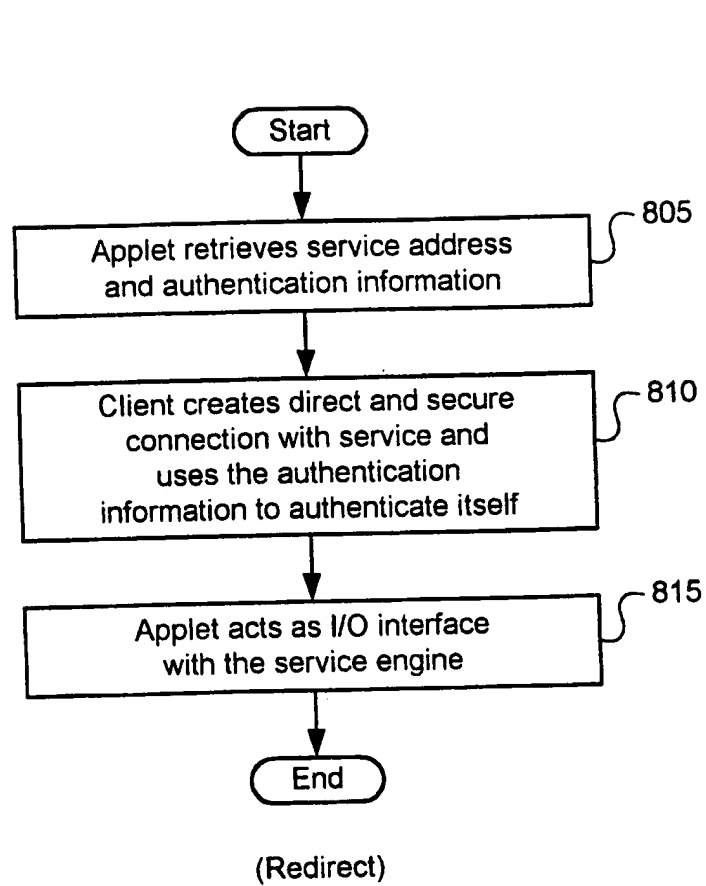 Start
Applet retrieves service address
and authentication information
805
Client creates direct and secure
connection with service and
uses the authentication
information to authenticate itself
810
Applet acts as I/O interface
with the service engine
815
End
(Redirect)